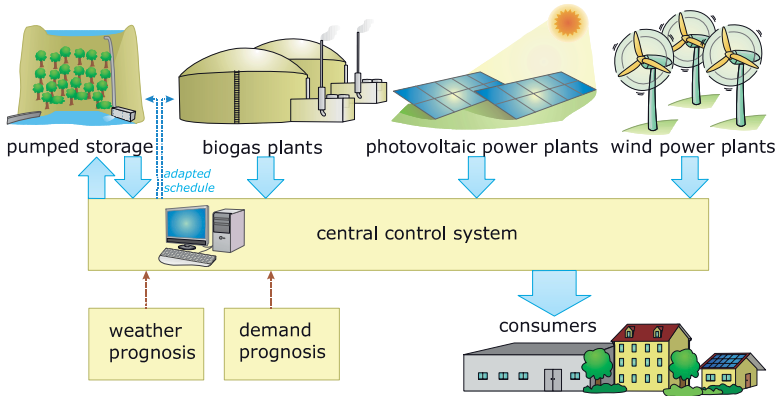 pumped storage
biogas plants
photovoltaic power plants
wind power plants
adapted
schedule
central control system
weather
prognosis
demand
prognosis
consumers